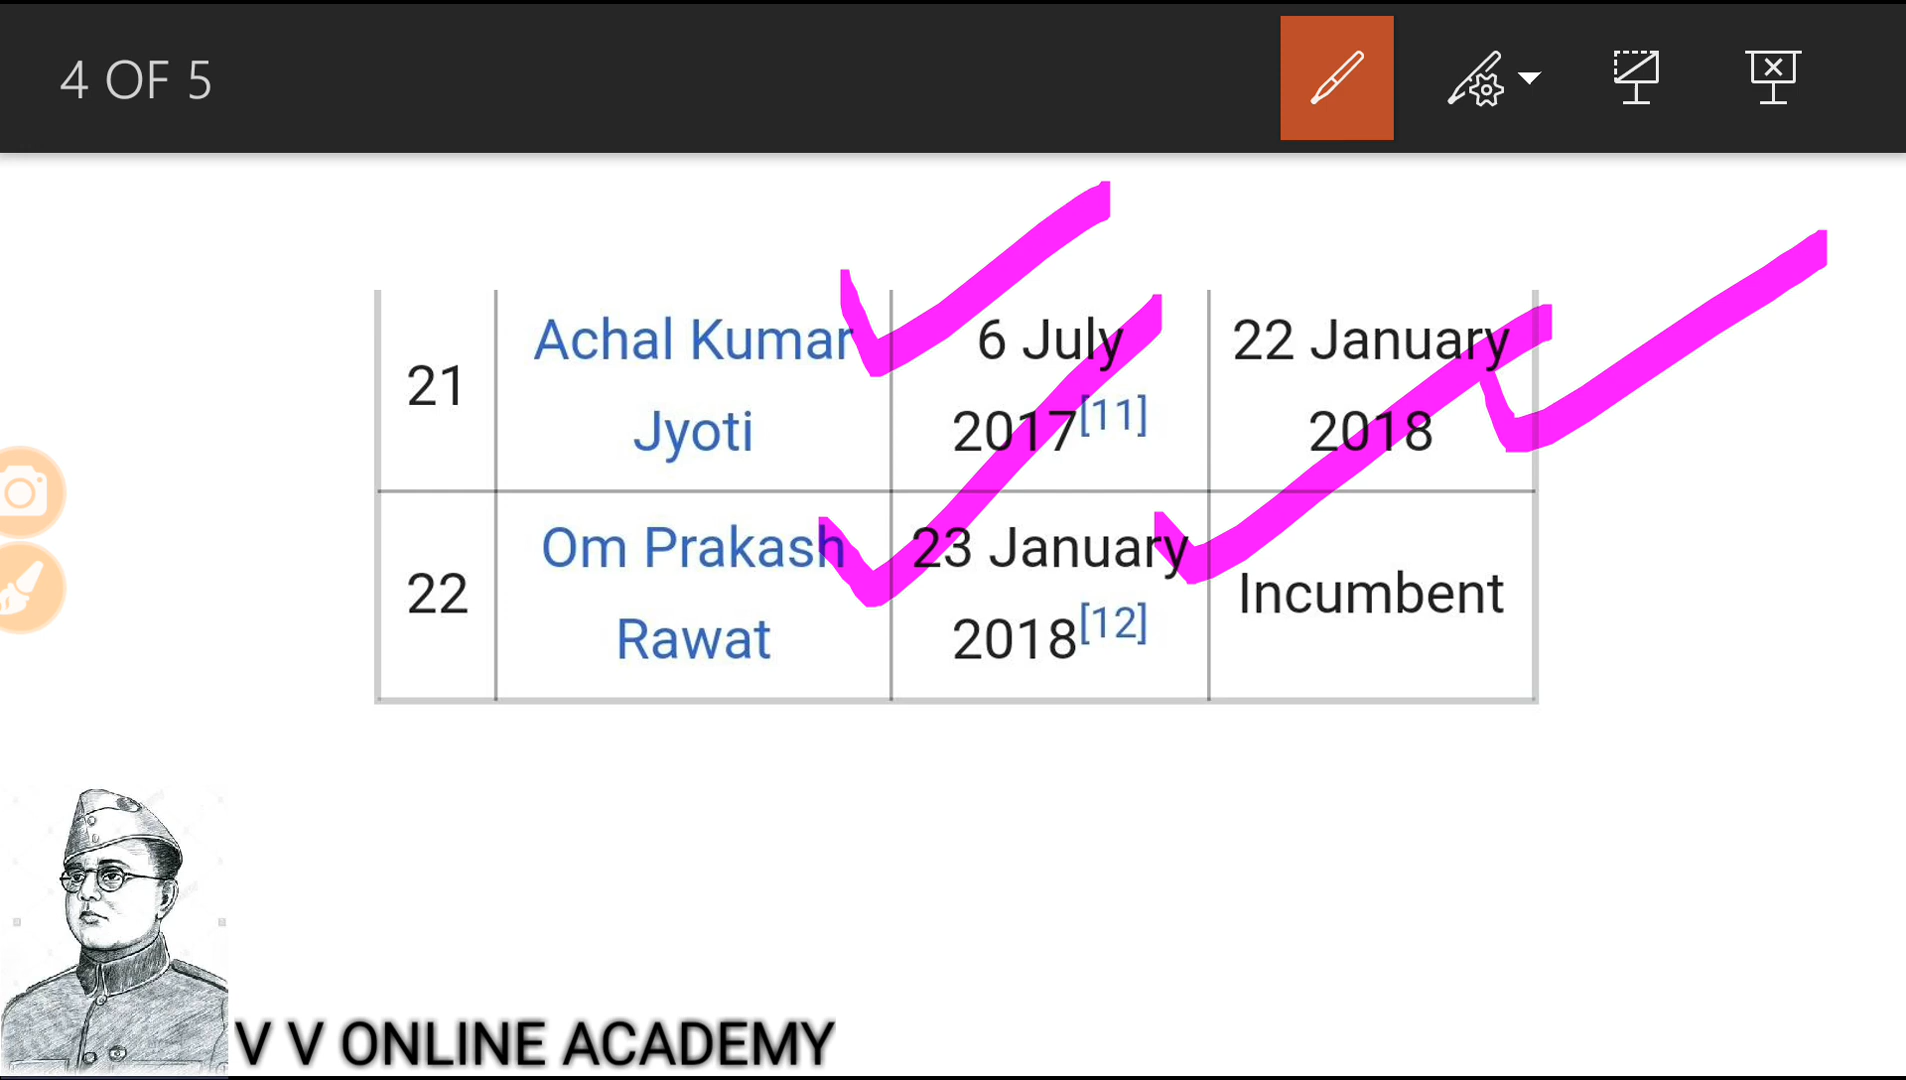 4 OF 5
21
Achal Kumar
Jyoti
6 July
2017[11]
22 January
2018
22
Om Prakash
Rawat
23 January
2018[12]
Incumbent
V V ONLINE ACADEMY